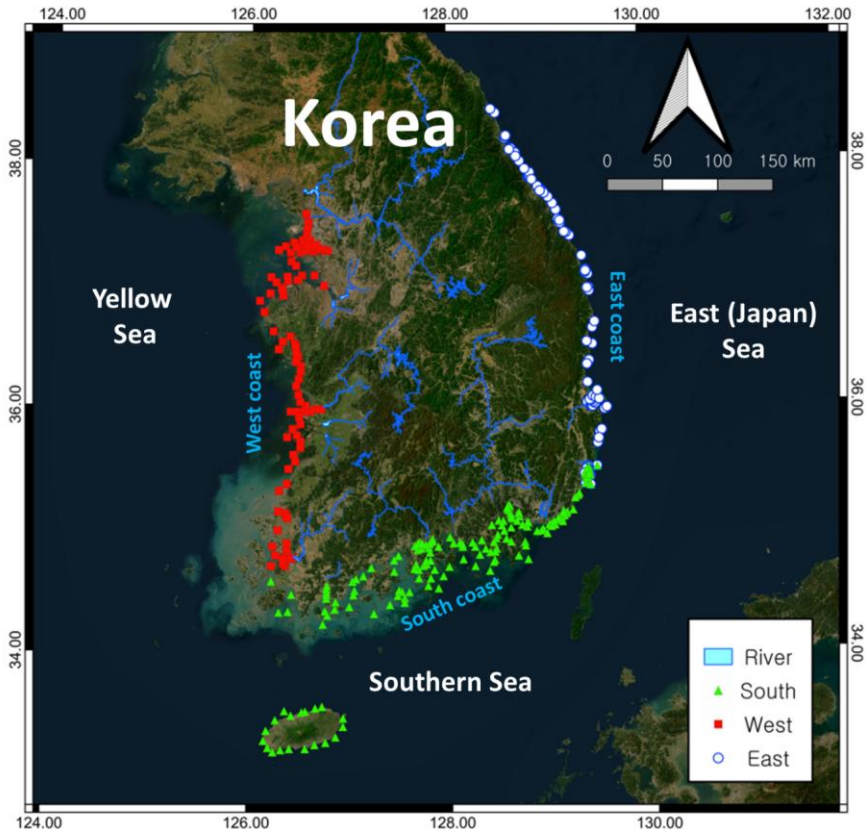 124.00 126.00 128.00 130.00 132.00
Korea
38.00
38.00
0 50 100 150 km
Yellow
Sea
East coast
East (Japan)
Sea
West coast
36.00
36.00
South coast
34.00
34.00
Southern Sea
River
South
West
East
124.00 126.00 128.00 130.00